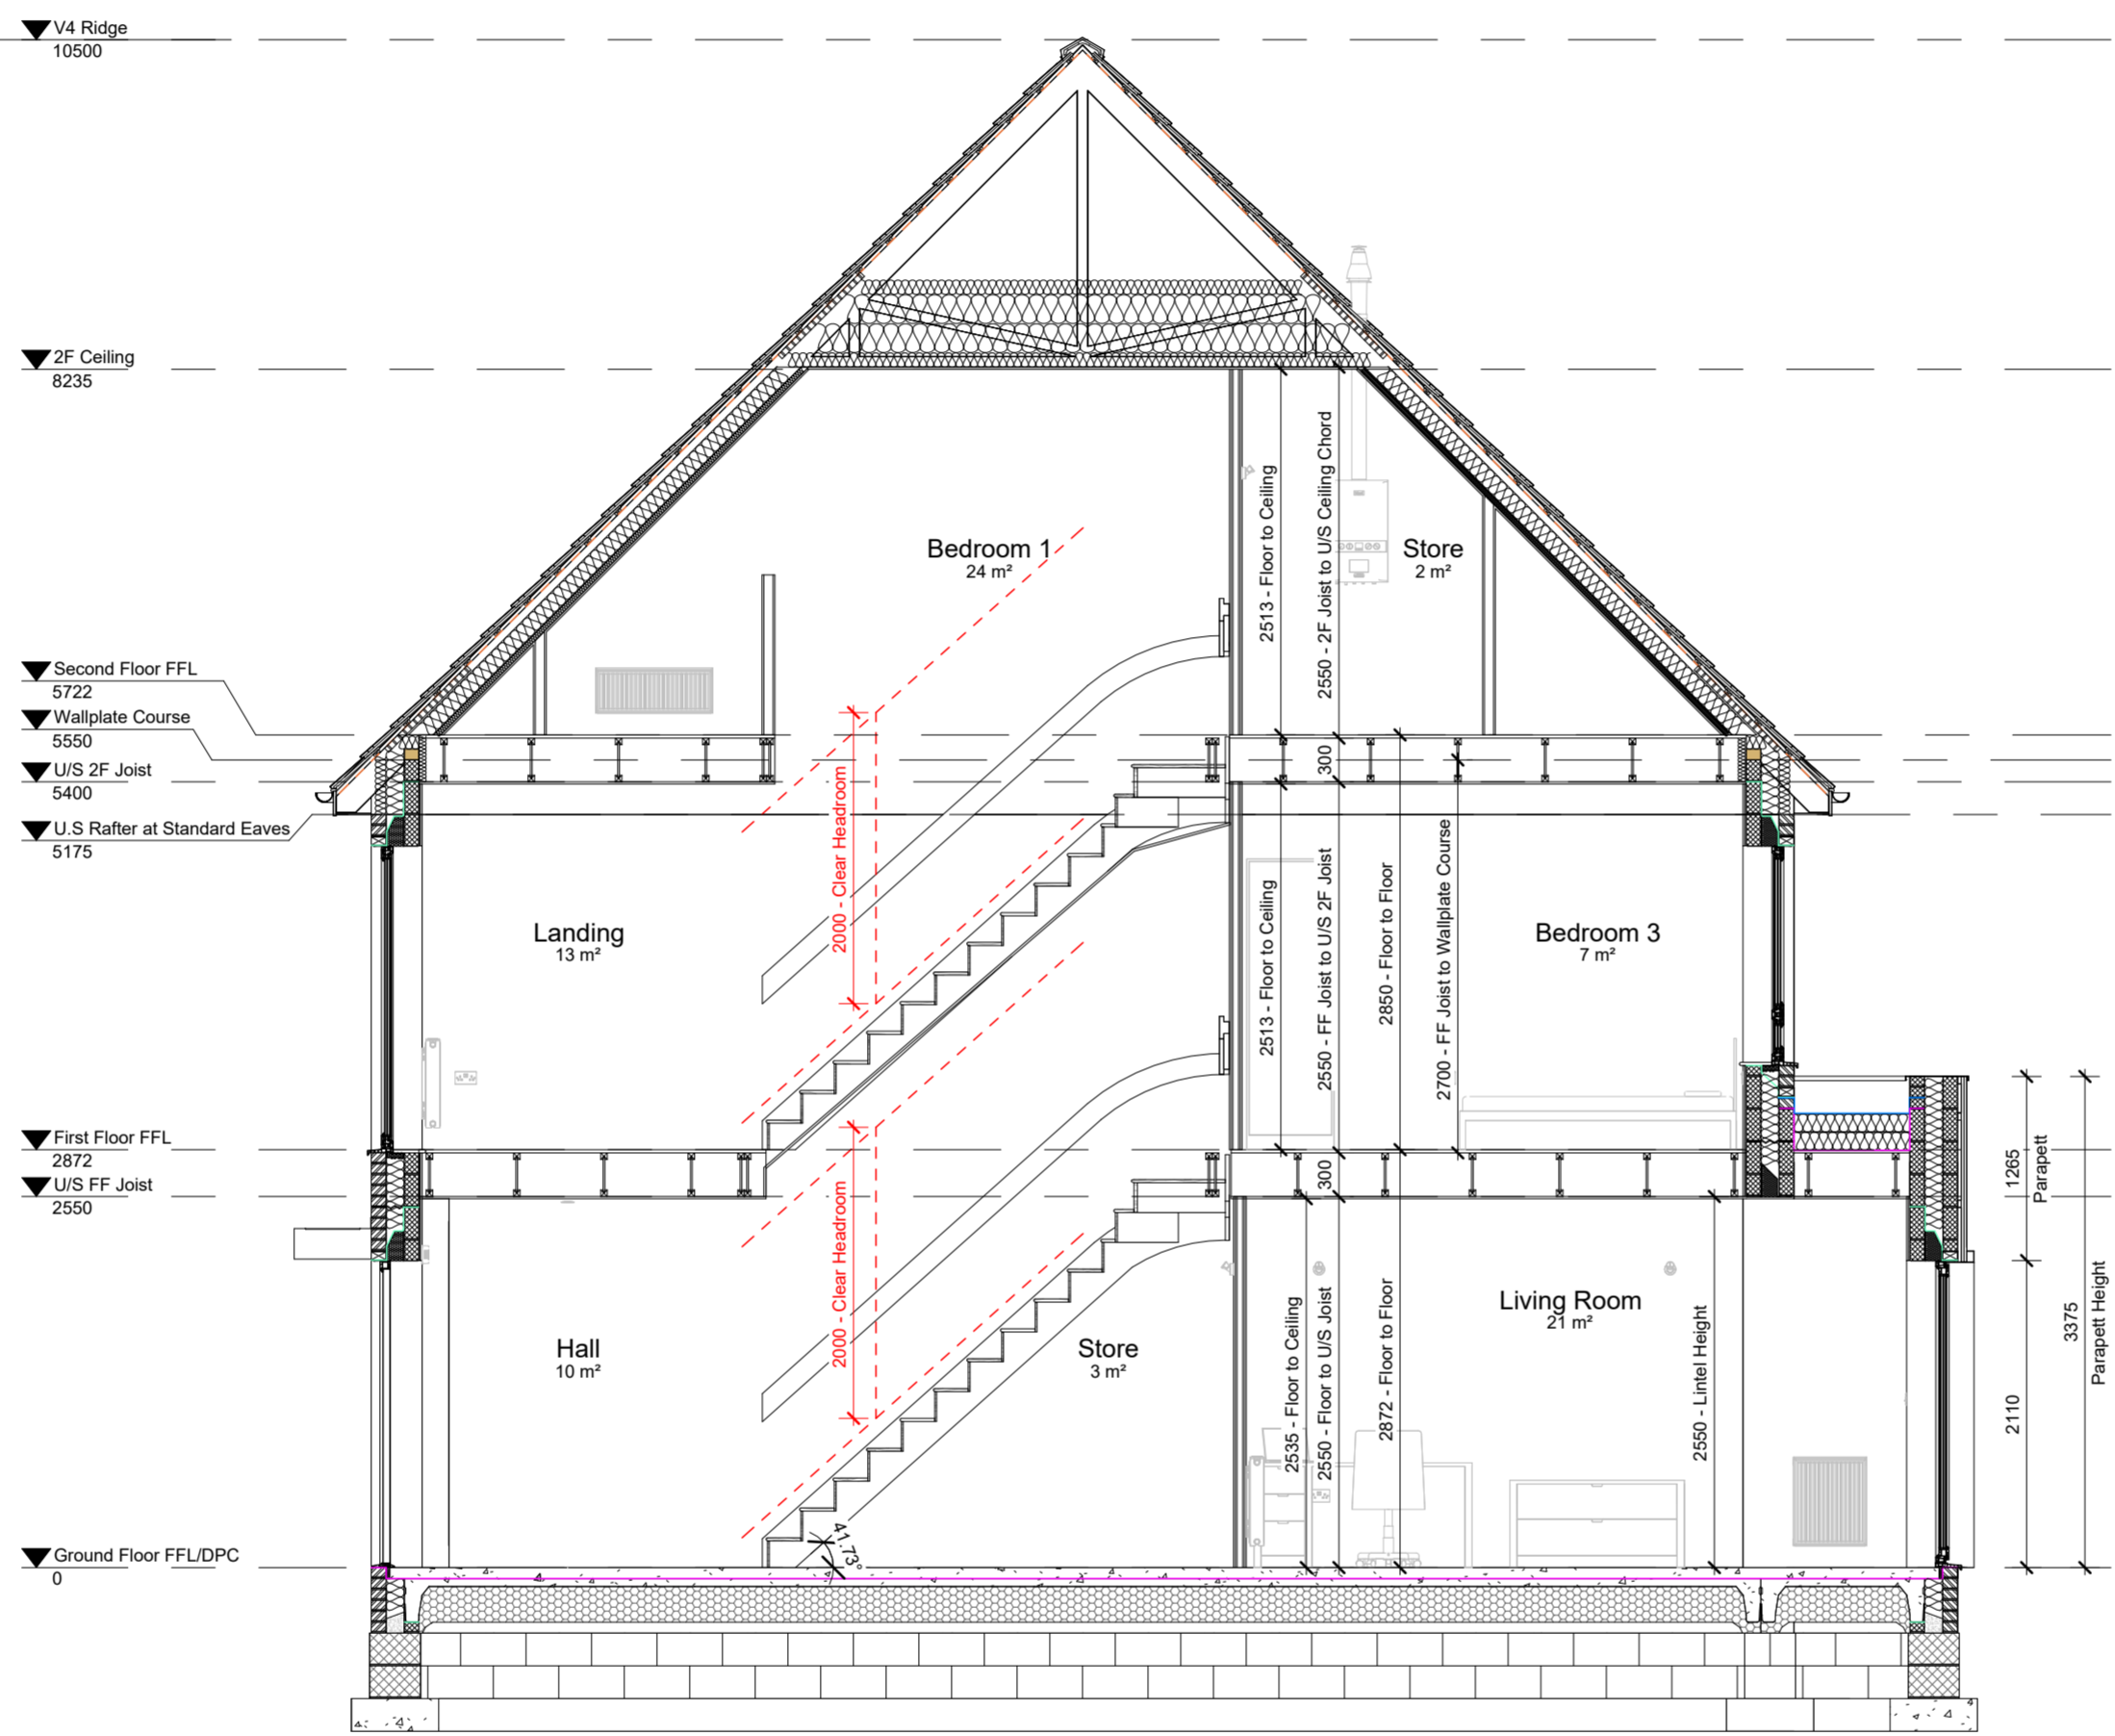 V4 Ridge
10500
2F Ceiling
8235
Second Floor FFL
5722
Wallplate Course
5550
U/S 2F Joist
5400
U.S Rafter at Standard Eaves
5175
First Floor FFL
2872
U/S FF Joist
2550
Ground Floor FFL/DPC
0
Bedroom 1
24 m²
2513 - Floor to Ceiling
2550 - 2F Joist to U/S Ceiling Chord
Store
2 m²
300
Landing
13 m²
2000 - Clear Headroom
2513 - Floor to Ceiling
2550 - FF Joist to U/S 2F Joist
2850 - Floor to Floor
2700 - FF Joist to Wallplate Course
Bedroom 3
7 m²
300
Hall
10 m²
2000 - Clear Headroom
Store
3 m²
41.73°
2535 - Floor to Ceiling
2550 - Floor to U/S Joist
2872 - Floor to Floor
Living Room
21 m²
2550 - Lintel Height
1265
Parapett
2110
3375
Parapett Height